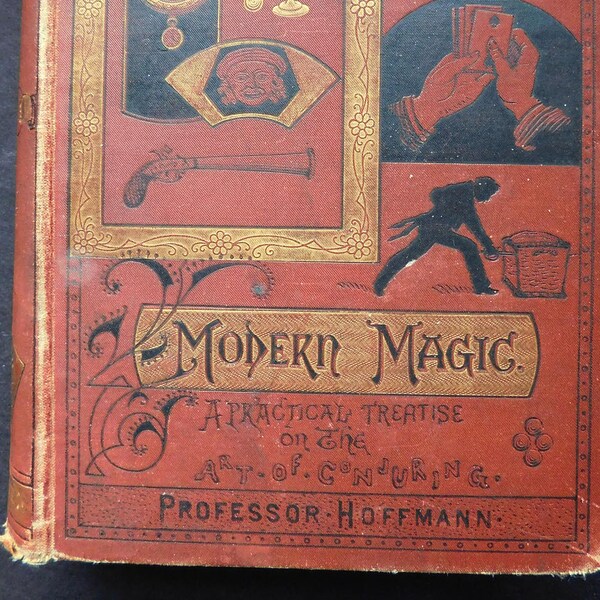 MODERN MAGIC.
A PRACTICAL TREATISE
ON THE
ART·OF·CONJURING·
PROFESSOR·HOFFMANN·